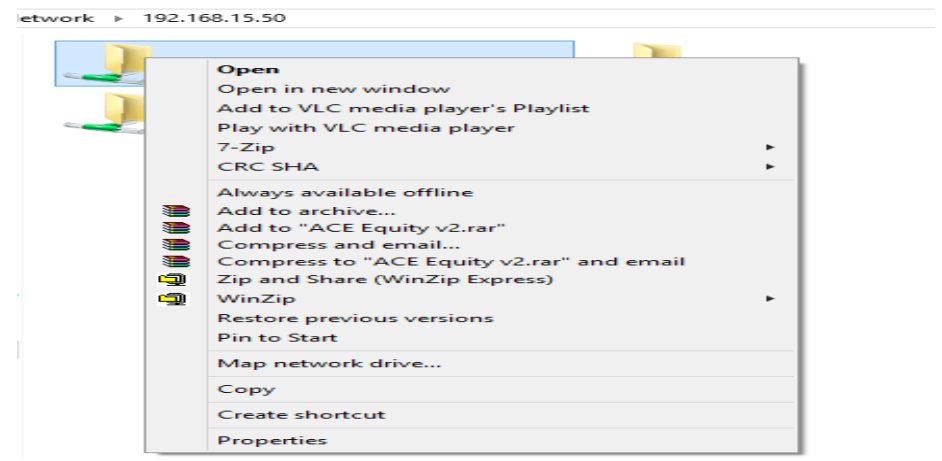 etwork ▸ 192.168.15.50
Open
Open in new window
Add to VLC media player's Playlist
Play with VLC media player
7-Zip
CRC SHA
Always available offline
Add to archive...
Add to "ACE Equity v2.rar"
Compress and email...
Compress to "ACE Equity v2.rar" and email
Zip and Share (WinZip Express)
WinZip
Restore previous versions
Pin to Start
Map network drive...
Copy
Create shortcut
Properties